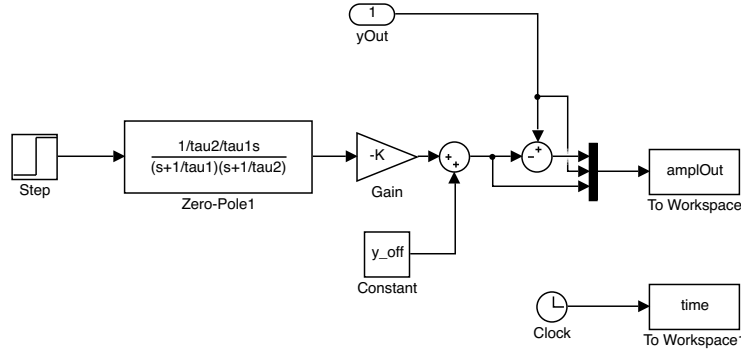 1
yOut
1/tau2/tau1s
(s+1/tau1)(s+1/tau2)
-K
+
+
+
−
amplOut
Step
Zero-Pole1
Gain
To Workspace
y_off
Constant
time
Clock
To Workspace1